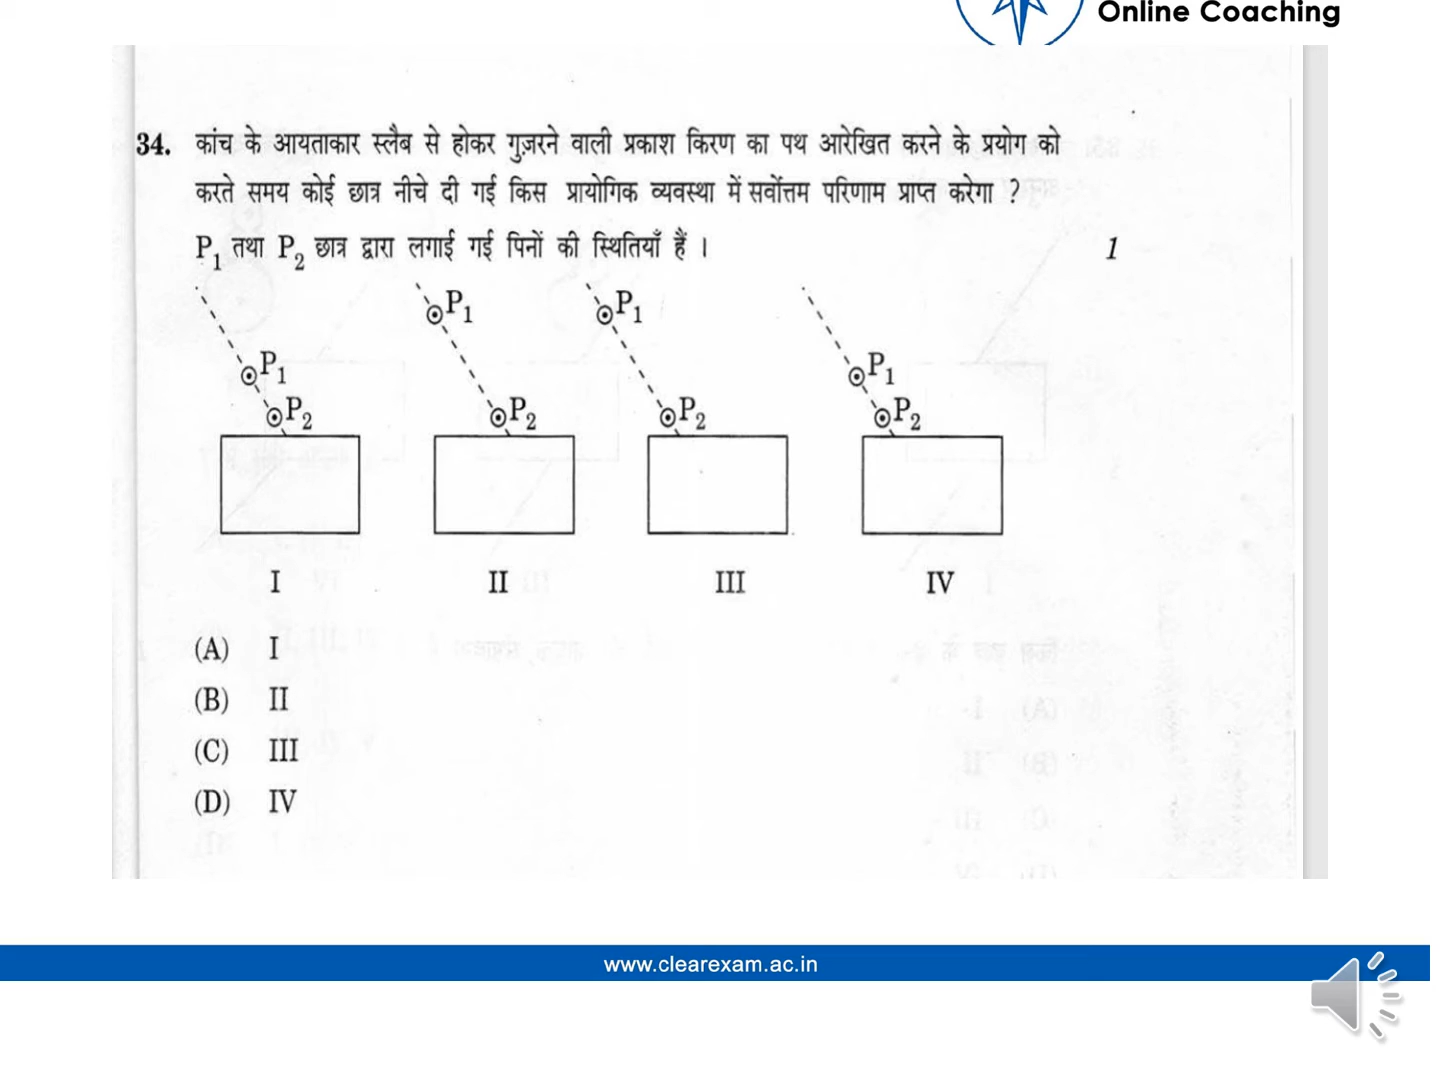 Online Coaching
34. कांच के आयताकार स्लैब से होकर गुज़रने वाली प्रकाश किरण का पथ आरेखित करने के प्रयोग को
करते समय कोई छात्र नीचे दी गई किस प्रायोगिक व्यवस्था में सर्वोत्तम परिणाम प्राप्त करेगा ?
P₁ तथा P₂ छात्र द्वारा लगाई गई पिनों की स्थितियाँ हैं । 1
P₁ P₁ P₁ P₁
P₂ P₂ P₂ P₂
I II III IV
(A) I
(B) II
(C) III
(D) IV
www.clearexam.ac.in